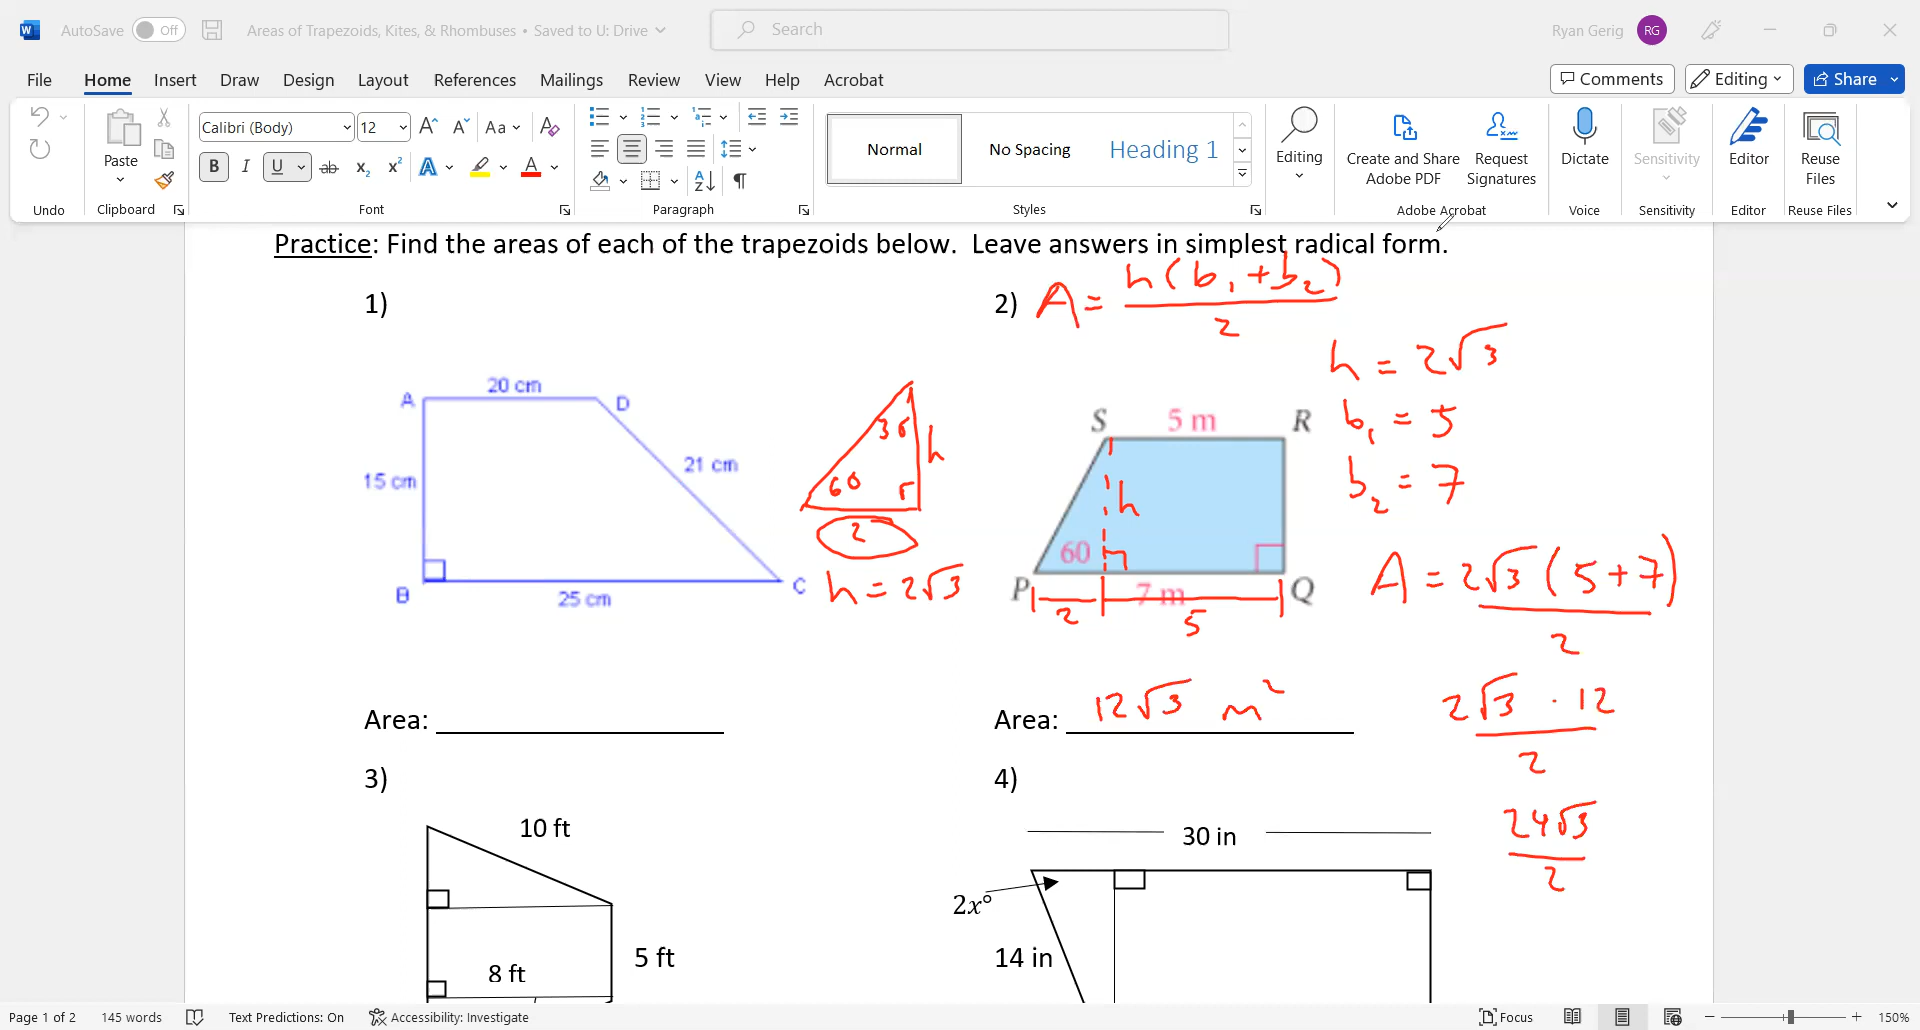 AutoSave Off Areas of Trapezoids, Kites, & Rhombuses • Saved to U: Drive Search Ryan Gerig RG
File Home Insert Draw Design Layout References Mailings Review View Help Acrobat Comments Editing Share
Calibri (Body) 12 Aa
Paste B I U ab x₂ x² A A
Normal No Spacing Heading 1
Editing Create and Share Adobe PDF Request Signatures Dictate Sensitivity Editor Reuse Files
Undo Clipboard Font Paragraph Styles Adobe Acrobat Voice Sensitivity Editor Reuse Files
Practice: Find the areas of each of the trapezoids below. Leave answers in simplest radical form.
1)
A 20 cm D
15 cm 21 cm
B 25 cm C
30 h
60
2
h = 2√3
Area:
2) A = h(b₁ + b₂)
2
h = 2√3
b₁ = 5
b₂ = 7
S 5 m R
h
60
P 7 m Q
2 5
A = 2√3 (5+7)
2
2√3 · 12
2
24√3
2
Area: 12√3 m²
3)
10 ft
5 ft
8 ft
4)
30 in
2x°
14 in
Page 1 of 2 145 words Text Predictions: On Accessibility: Investigate Focus 150%